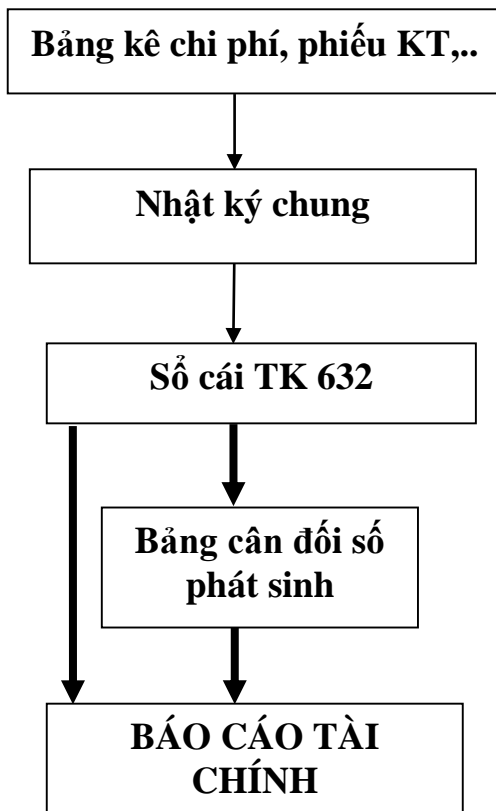 Bảng kê chi phí, phiếu KT,..
Nhật ký chung
Sổ cái TK 632
Bảng cân đối số
phát sinh
BÁO CÁO TÀI
CHÍNH